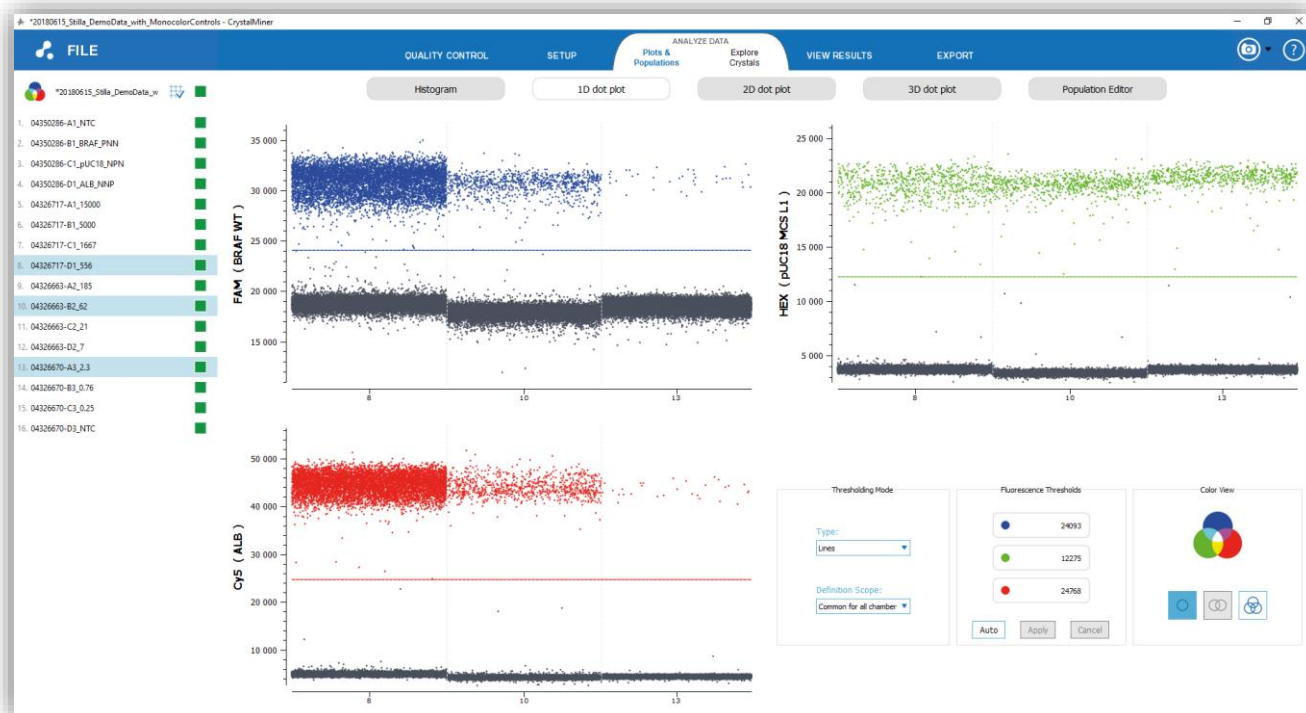 *20180615_Stilla_DemoData_with_MonocolorControls - CrystalMiner
FILE
QUALITY CONTROL
SETUP
ANALYZE DATA
Plots & Populations
Explore Crystals
VIEW RESULTS
EXPORT
?
*20180615_Stilla_DemoData_w
Histogram
1D dot plot
2D dot plot
3D dot plot
Population Editor
1. 04350286-A1_NTC
2. 04350286-B1_BRAF_PNN
3. 04350286-C1_pUC18_NPN
4. 04350286-D1_ALB_NNP
5. 04326717-A1_15000
6. 04326717-B1_5000
7. 04326717-C1_1667
8. 04326717-D1_556
9. 04326663-A2_185
10. 04326663-B2_62
11. 04326663-C2_21
12. 04326663-D2_7
13. 04326670-A3_2.3
14. 04326670-B3_0.76
15. 04326670-C3_0.25
16. 04326670-D3_NTC
FAM ( BRAF WT )
35 000
30 000
25 000
20 000
15 000
8 10 13
HEX ( pUC18 MCS L1 )
25 000
20 000
15 000
10 000
5 000
8 10 13
Cy5 ( ALB )
50 000
40 000
30 000
20 000
10 000
8 10 13
Thresholding Mode
Type:
Lines
Definition Scope:
Common for all chamber
Fluorescence Thresholds
24093
12275
24768
Auto
Apply
Cancel
Color View